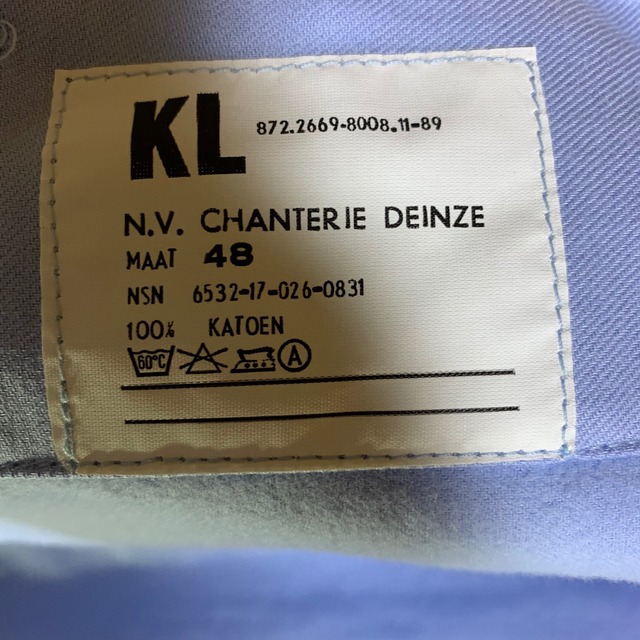 KL 872.2669-8008.11-89
N.V. CHANTERIE DEINZE
MAAT 48
NSN 6532-17-026-0831
100% KATOEN
60°C A